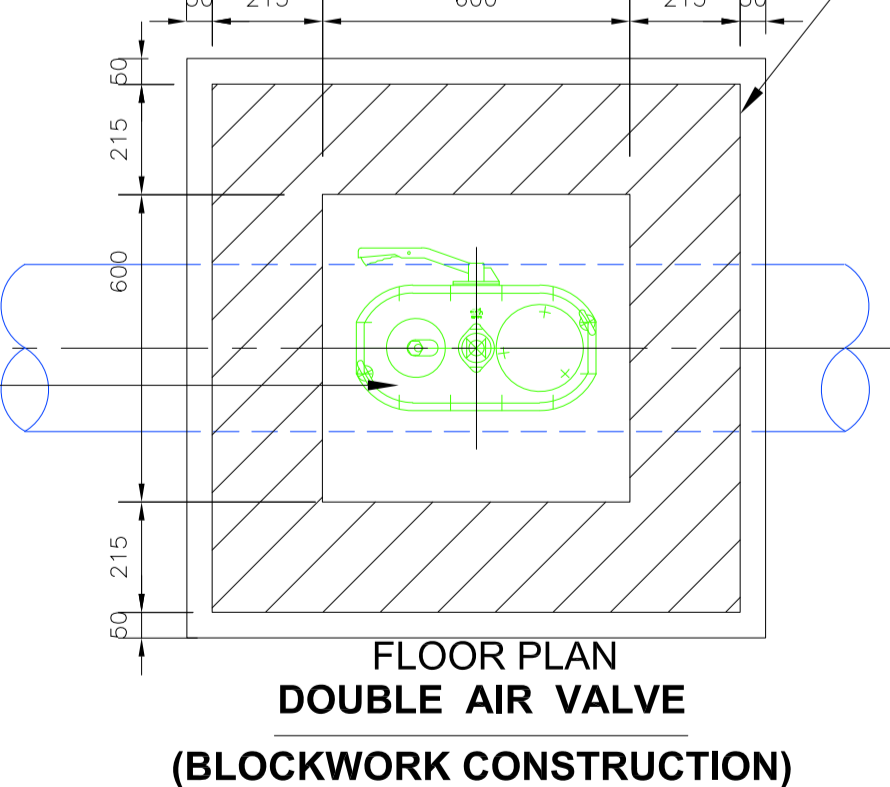 50 215 600 215 50
50
215
600
215
50
FLOOR PLAN
DOUBLE AIR VALVE
(BLOCKWORK CONSTRUCTION)